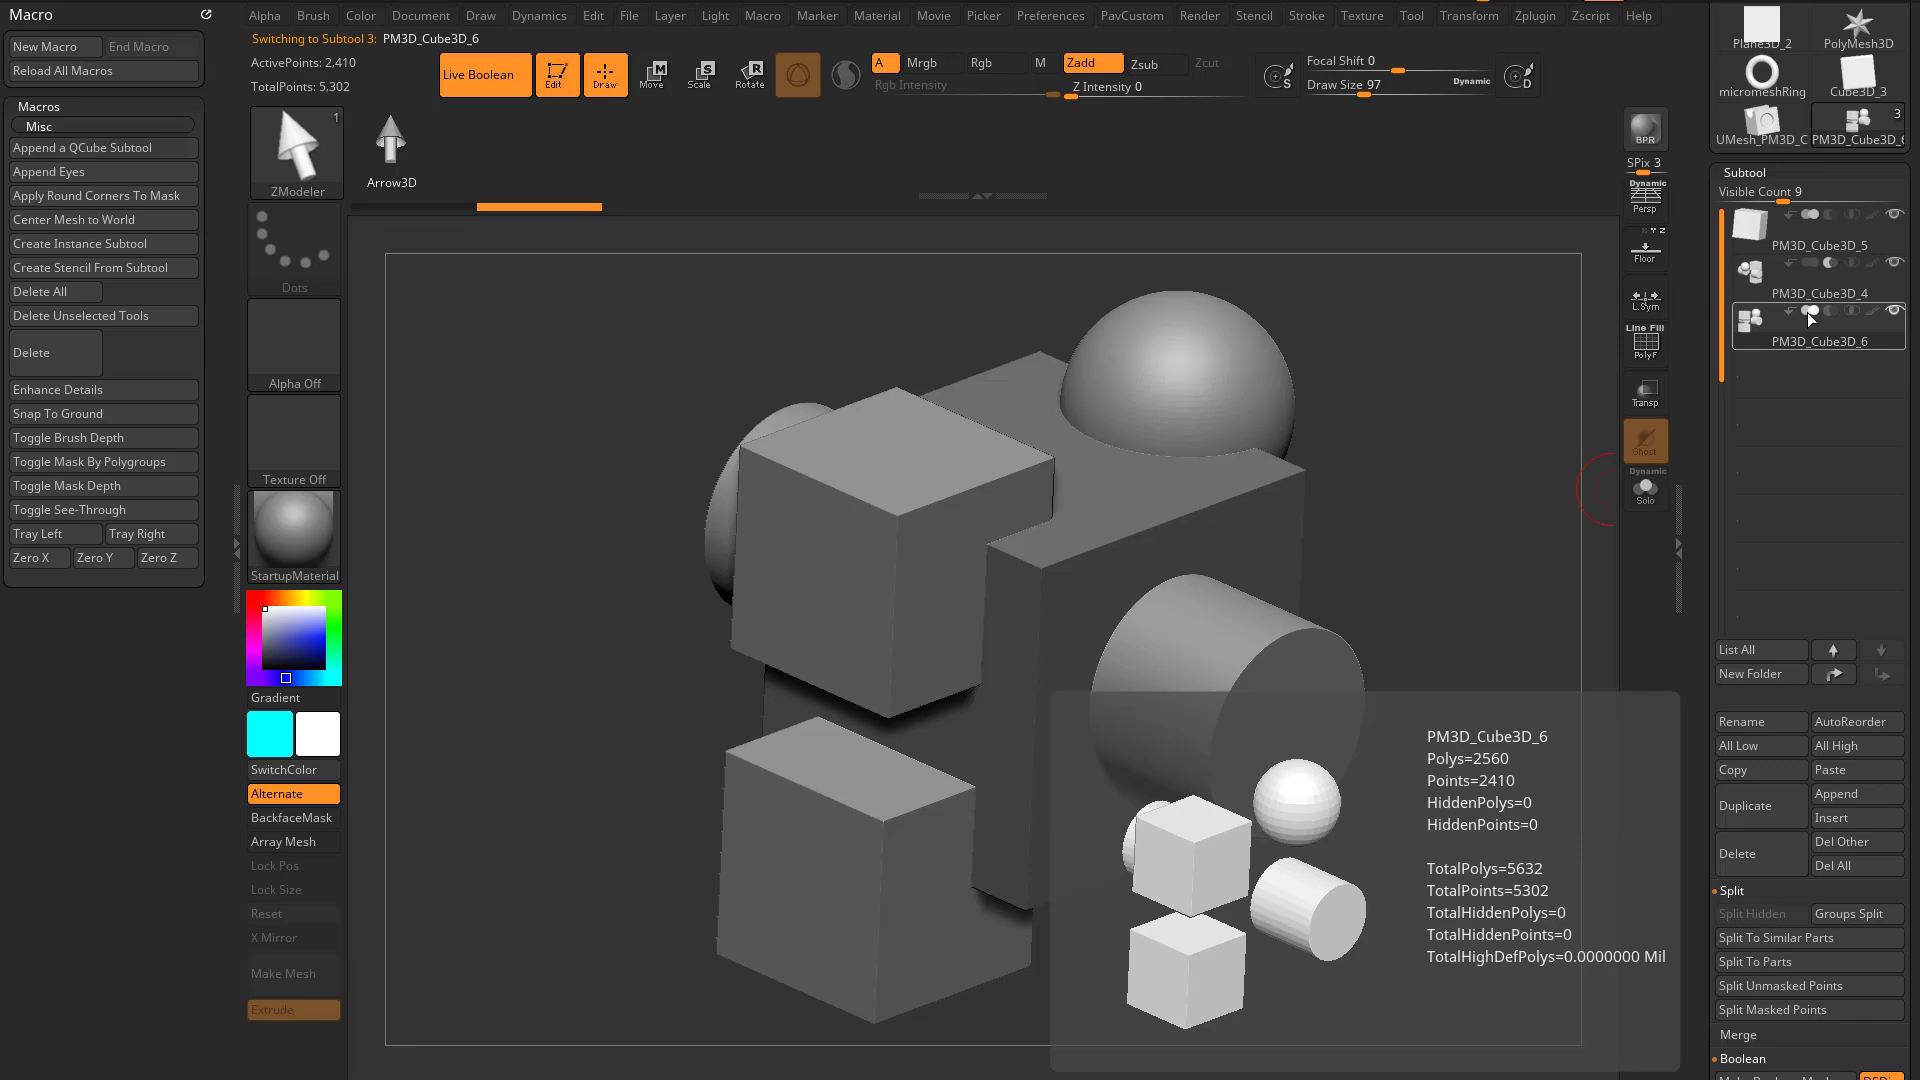 Macro
New Macro
End Macro
Reload All Macros
Macros
Misc
Append a QCube Subtool
Append Eyes
Apply Round Corners To Mask
Center Mesh to World
Create Instance Subtool
Create Stencil From Subtool
Delete All
Delete Unselected Tools
Delete
Enhance Details
Snap To Ground
Toggle Brush Depth
Toggle Mask By Polygroups
Toggle Mask Depth
Toggle See-Through
Tray Left
Tray Right
Zero X
Zero Y
Zero Z
Alpha
Brush
Color
Document
Draw
Dynamics
Edit
File
Layer
Light
Macro
Marker
Material
Movie
Picker
Preferences
PavCustom
Render
Stencil
Stroke
Texture
Tool
Transform
Zplugin
Zscript
Help
Switching to Subtool 3: PM3D_Cube3D_6
ActivePoints: 2,410
TotalPoints: 5,302
Live Boolean
Edit
Draw
Move
Scale
Rotate
A
Mrgb
Rgb
M
Zadd
Zsub
Zcut
Rgb Intensity
Z Intensity 0
Focal Shift 0
Draw Size 97
Dynamic
S
D
1
ZModeler
Arrow3D
Dots
Alpha Off
Texture Off
StartupMaterial
Gradient
SwitchColor
Alternate
BackfaceMask
Array Mesh
Lock Pos
Lock Size
Reset
X Mirror
Make Mesh
Extrude
BPR
SPix 3
Dynamic
Persp
Floor
L.Sym
Line Fill
PolyF
Transp
Ghost
Dynamic
Solo
PM3D_Cube3D_6
Polys=2560
Points=2410
HiddenPolys=0
HiddenPoints=0
TotalPolys=5632
TotalPoints=5302
TotalHiddenPolys=0
TotalHiddenPoints=0
TotalHighDefPolys=0.0000000 Mil
Plane3D_2
PolyMesh3D
micromeshRing
Cube3D_3
3
UMesh_PM3D_C
PM3D_Cube3D_6
Subtool
Visible Count 9
PM3D_Cube3D_5
PM3D_Cube3D_4
PM3D_Cube3D_6
List All
New Folder
Rename
AutoReorder
All Low
All High
Copy
Paste
Duplicate
Append
Insert
Delete
Del Other
Del All
Split
Split Hidden
Groups Split
Split To Similar Parts
Split To Parts
Split Unmasked Points
Split Masked Points
Merge
Boolean